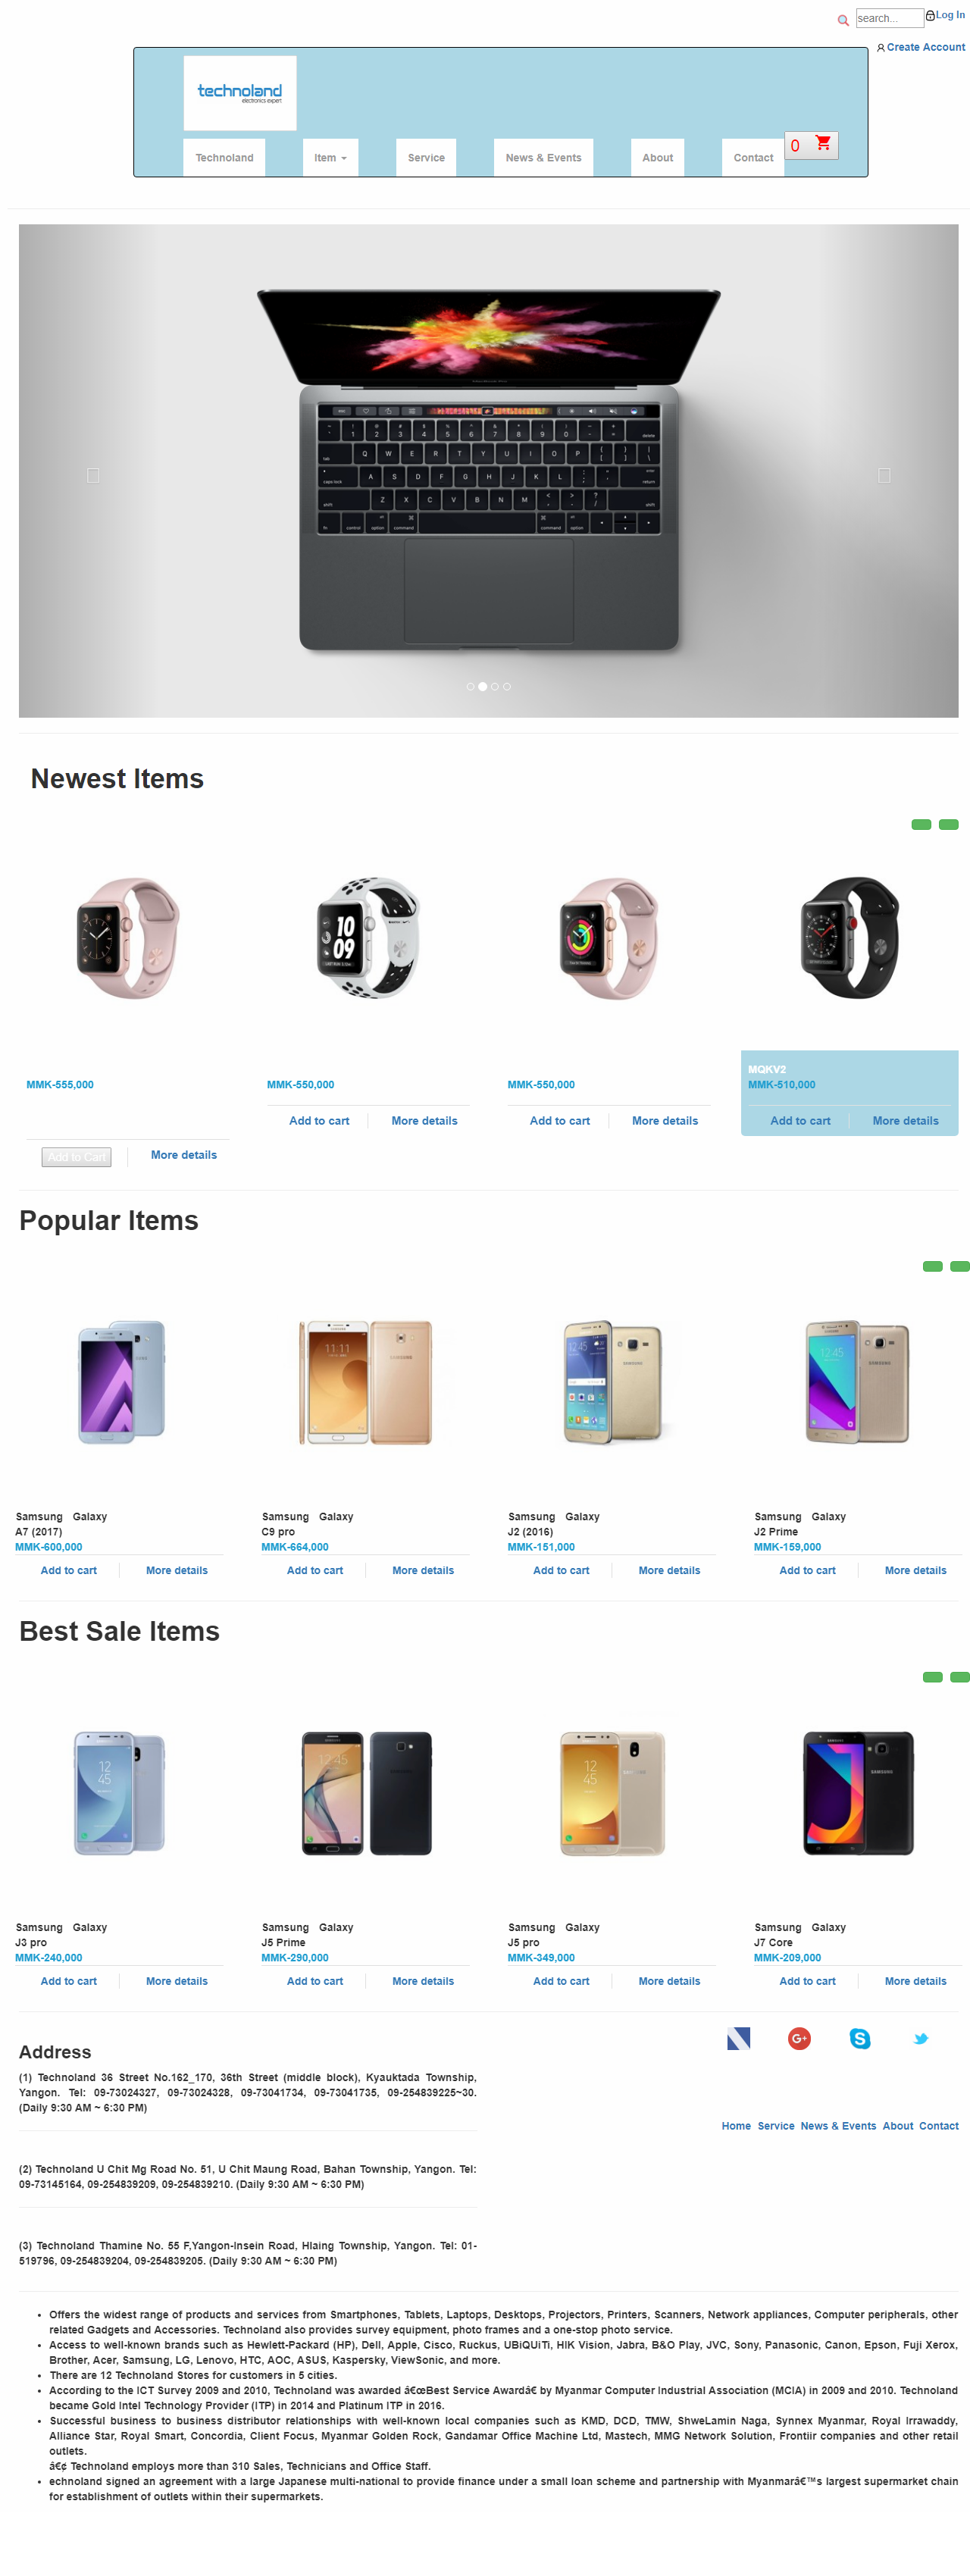 search...
Log In
Create Account
technoland
electronics expert
Technoland
Item
Service
News & Events
About
Contact
0
Newest Items
10
09
MQKV2
MMK-555,000
MMK-550,000
MMK-550,000
MMK-510,000
Add to cart
More details
Add to cart
More details
Add to cart
More details
Add to Cart
More details
Popular Items
Samsung Galaxy
A7 (2017)
MMK-600,000
Add to cart
More details
Samsung Galaxy
C9 pro
MMK-664,000
Add to cart
More details
Samsung Galaxy
J2 (2016)
MMK-151,000
Add to cart
More details
Samsung Galaxy
J2 Prime
MMK-159,000
Add to cart
More details
Best Sale Items
Samsung Galaxy
J3 pro
MMK-240,000
Add to cart
More details
Samsung Galaxy
J5 Prime
MMK-290,000
Add to cart
More details
Samsung Galaxy
J5 pro
MMK-349,000
Add to cart
More details
Samsung Galaxy
J7 Core
MMK-209,000
Add to cart
More details
Address
(1) Technoland 36 Street No.162_170, 36th Street (middle block), Kyauktada Township,
Yangon. Tel: 09-73024327, 09-73024328, 09-73041734, 09-73041735, 09-254839225~30.
(Daily 9:30 AM ~ 6:30 PM)
Home Service News & Events About Contact
(2) Technoland U Chit Mg Road No. 51, U Chit Maung Road, Bahan Township, Yangon. Tel:
09-73145164, 09-254839209, 09-254839210. (Daily 9:30 AM ~ 6:30 PM)
(3) Technoland Thamine No. 55 F,Yangon-Insein Road, Hlaing Township, Yangon. Tel: 01-
519796, 09-254839204, 09-254839205. (Daily 9:30 AM ~ 6:30 PM)
• Offers the widest range of products and services from Smartphones, Tablets, Laptops, Desktops, Projectors, Printers, Scanners, Network appliances, Computer peripherals, other
related Gadgets and Accessories. Technoland also provides survey equipment, photo frames and a one-stop photo service.
• Access to well-known brands such as Hewlett-Packard (HP), Dell, Apple, Cisco, Ruckus, UBiQUiTi, HIK Vision, Jabra, B&O Play, JVC, Sony, Panasonic, Canon, Epson, Fuji Xerox,
Brother, Acer, Samsung, LG, Lenovo, HTC, AOC, ASUS, Kaspersky, ViewSonic, and more.
• There are 12 Technoland Stores for customers in 5 cities.
• According to the ICT Survey 2009 and 2010, Technoland was awarded â€œBest Service Awardâ€ by Myanmar Computer Industrial Association (MCIA) in 2009 and 2010. Technoland
became Gold Intel Technology Provider (ITP) in 2014 and Platinum ITP in 2016.
• Successful business to business distributor relationships with well-known local companies such as KMD, DCD, TMW, ShweLamin Naga, Synnex Myanmar, Royal Irrawaddy,
Alliance Star, Royal Smart, Concordia, Client Focus, Myanmar Golden Rock, Gandamar Office Machine Ltd, Mastech, MMG Network Solution, Frontiir companies and other retail
outlets.
â€¢ Technoland employs more than 310 Sales, Technicians and Office Staff.
• echnoland signed an agreement with a large Japanese multi-national to provide finance under a small loan scheme and partnership with Myanmarâ€™s largest supermarket chain
for establishment of outlets within their supermarkets.